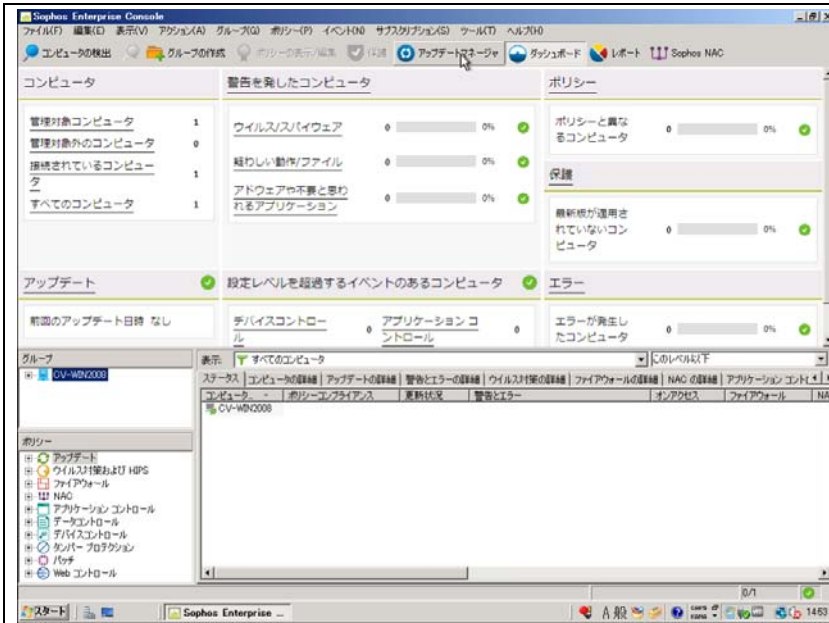 Sophos Enterprise Console
ファイル(F) 編集(E) 表示(V) アクション(A) グループ(G) ポリシー(P) イベント(N) サブスクリプション(S) ツール(T) ヘルプ(H)
コンピュータの検出 グループの作成 ポリシーの表示/編集 保護 アップデートマネージャ ダッシュボード レポート Sophos NAC
コンピュータ
管理対象コンピュータ 1
管理対象外のコンピュータ 0
接続されているコンピュー
タ 1
すべてのコンピュータ 1
警告を発したコンピュータ
ウイルス/スパイウェア 0 0%
疑わしい動作/ファイル 0 0%
アドウェアや不要と思わ
れるアプリケーション 0 0%
ポリシー
ポリシーと異な
るコンピュータ 0 0%
保護
最新版が適用さ
れていないコン
ピュータ 0 0%
アップデート
前回のアップデート日時 なし
設定レベルを超過するイベントのあるコンピュータ
デバイスコントロー
ル 0
アプリケーション コ
ントロール 0
エラー
エラーが発生し
たコンピュータ 0 0%
グループ
CV-WIN2008
表示: すべてのコンピュータ このレベル以下
ステータス コンピュータの詳細 アップデートの詳細 警告とエラーの詳細 ウイルス対策の詳細 ファイアウォールの詳細 NAC の詳細 アプリケーション コントロ
コンピュータ... ポリシーコンプライアンス 更新状況 警告とエラー オンアクセス ファイアウォール NA
CV-WIN2008
ポリシー
アップデート
ウイルス対策および HIPS
ファイアウォール
NAC
アプリケーション コントロール
データコントロール
デバイスコントロール
タンパー プロテクション
パッチ
Web コントロール
0/1
スタート Sophos Enterprise ... A 般 CAPS KANA 14:53